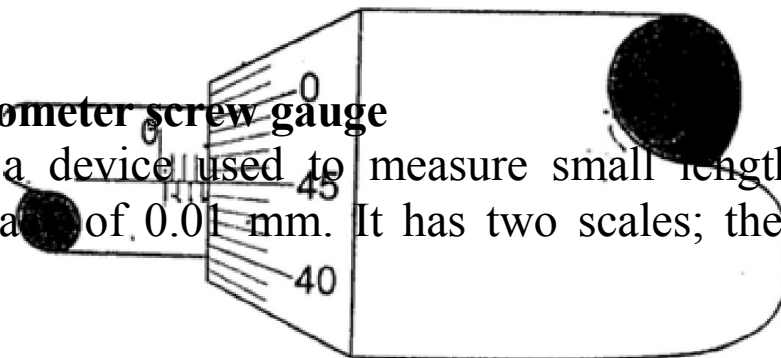 0
ometer screw gauge
0
a device used to measure small length
of 0.01 mm. It has two scales; the
45
40